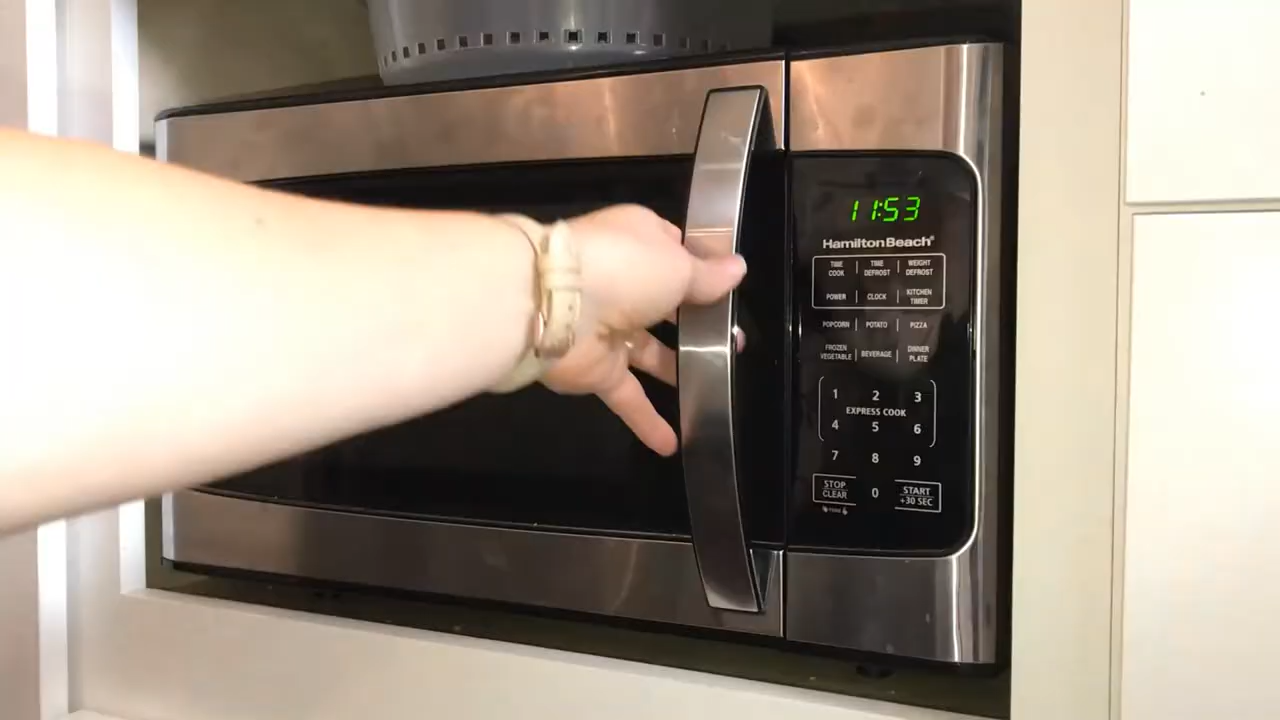 11:53
HamiltonBeach®
TIME COOK
TIME DEFROST
WEIGHT DEFROST
POWER
CLOCK
KITCHEN TIMER
POPCORN
POTATO
PIZZA
FROZEN VEGETABLE
BEVERAGE
DINNER PLATE
1 2 3
EXPRESS COOK
4 5 6
7 8 9
STOP CLEAR
0
START +30 SEC